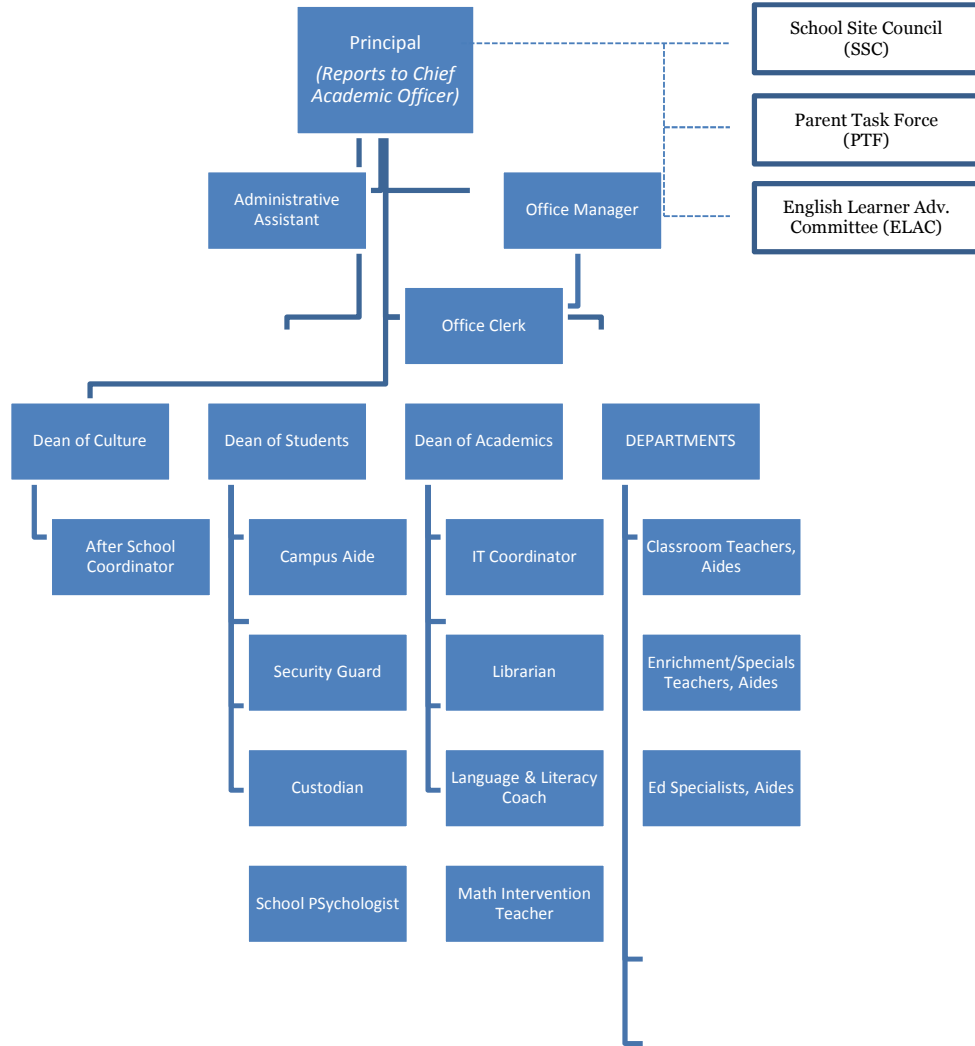 Principal
(Reports to Chief
Academic Officer)
School Site Council
(SSC)
Parent Task Force
(PTF)
English Learner Adv.
Committee (ELAC)
Administrative
Assistant
Office Manager
Office Clerk
Dean of Culture
Dean of Students
Dean of Academics
DEPARTMENTS
After School
Coordinator
Campus Aide
IT Coordinator
Classroom Teachers,
Aides
Security Guard
Librarian
Enrichment/Specials
Teachers, Aides
Custodian
Language & Literacy
Coach
Ed Specialists, Aides
School PSychologist
Math Intervention
Teacher